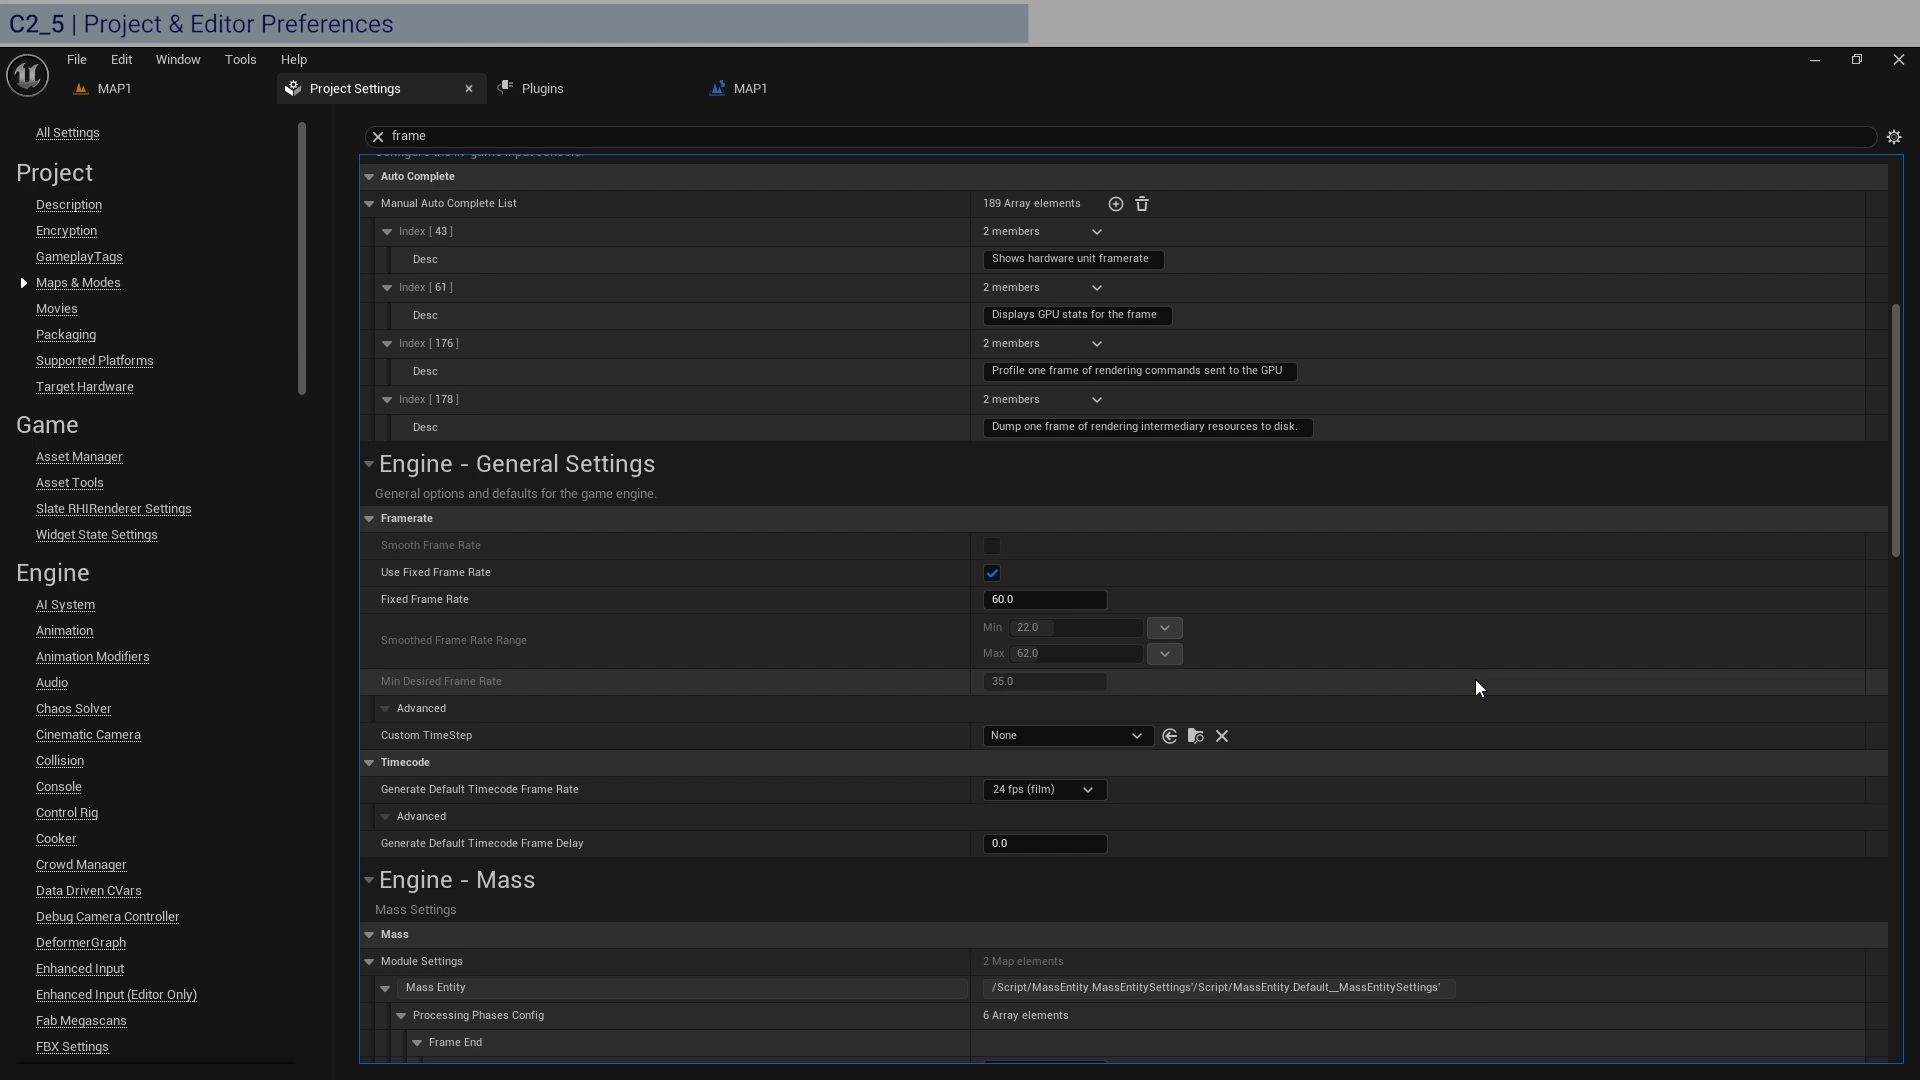 C2_5 | Project & Editor Preferences
File Edit Window Tools Help
MAP1 Project Settings Plugins MAP1
All Settings
Project
Description
Encryption
GameplayTags
Maps & Modes
Movies
Packaging
Supported Platforms
Target Hardware
Game
Asset Manager
Asset Tools
Slate RHIRenderer Settings
Widget State Settings
Engine
AI System
Animation
Animation Modifiers
Audio
Chaos Solver
Cinematic Camera
Collision
Console
Control Rig
Cooker
Crowd Manager
Data Driven CVars
Debug Camera Controller
DeformerGraph
Enhanced Input
Enhanced Input (Editor Only)
Fab Megascans
FBX Settings
frame
Configure the in-game input console.
Auto Complete
Manual Auto Complete List 189 Array elements
Index [ 43 ] 2 members
Desc Shows hardware unit framerate
Index [ 61 ] 2 members
Desc Displays GPU stats for the frame
Index [ 176 ] 2 members
Desc Profile one frame of rendering commands sent to the GPU
Index [ 178 ] 2 members
Desc Dump one frame of rendering intermediary resources to disk.
Engine - General Settings
General options and defaults for the game engine.
Framerate
Smooth Frame Rate
Use Fixed Frame Rate
Fixed Frame Rate 60.0
Smoothed Frame Rate Range Min 22.0
Max 62.0
Min Desired Frame Rate 35.0
Advanced
Custom TimeStep None
Timecode
Generate Default Timecode Frame Rate 24 fps (film)
Advanced
Generate Default Timecode Frame Delay 0.0
Engine - Mass
Mass Settings
Mass
Module Settings 2 Map elements
Mass Entity /Script/MassEntity.MassEntitySettings'/Script/MassEntity.Default__MassEntitySettings'
Processing Phases Config 6 Array elements
Frame End